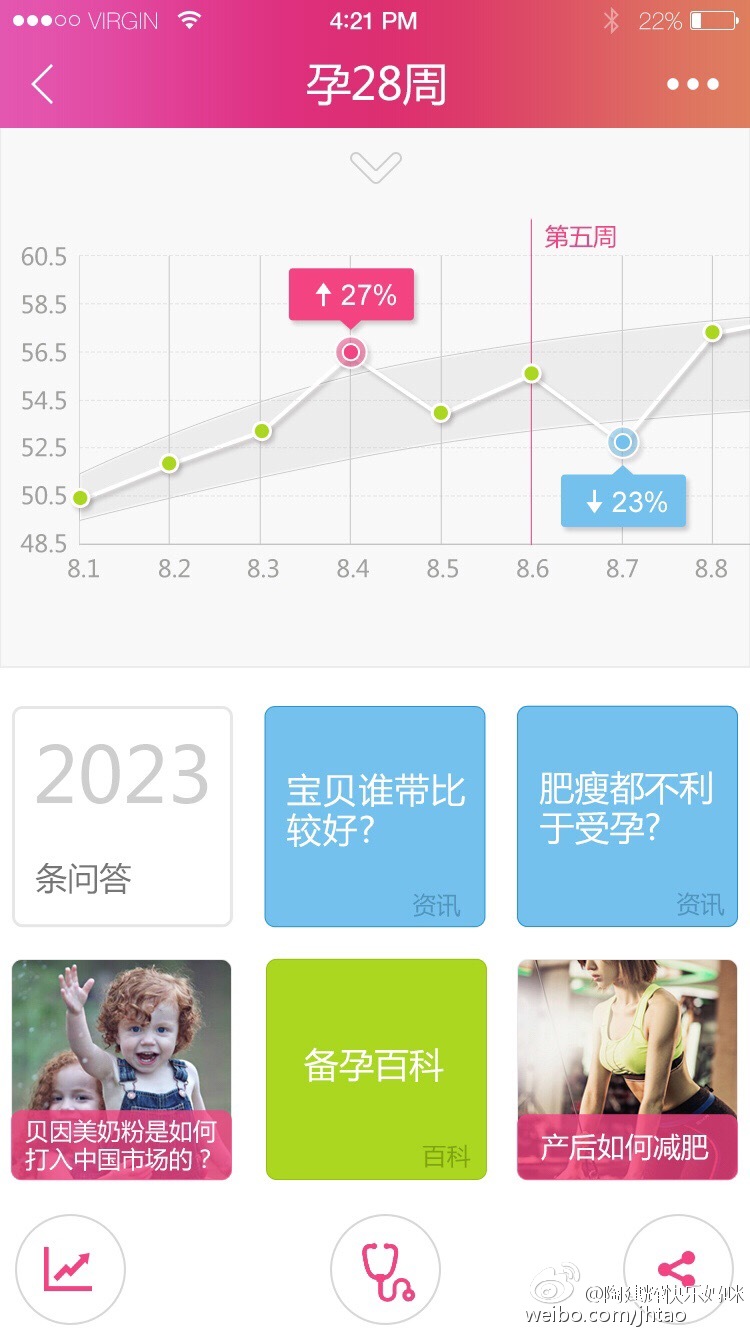 VIRGIN
4:21 PM
22%
孕28周
第五周
60.5
58.5
56.5
54.5
52.5
50.5
48.5
27%
23%
8.1 8.2 8.3 8.4 8.5 8.6 8.7 8.8
2023
条问答
宝贝谁带比
较好?
资讯
肥瘦都不利
于受孕?
资讯
贝因美奶粉是如何
打入中国市场的？
备孕百科
百科
产后如何减肥
@陶建辉快乐妈咪
weibo.com/jhtao